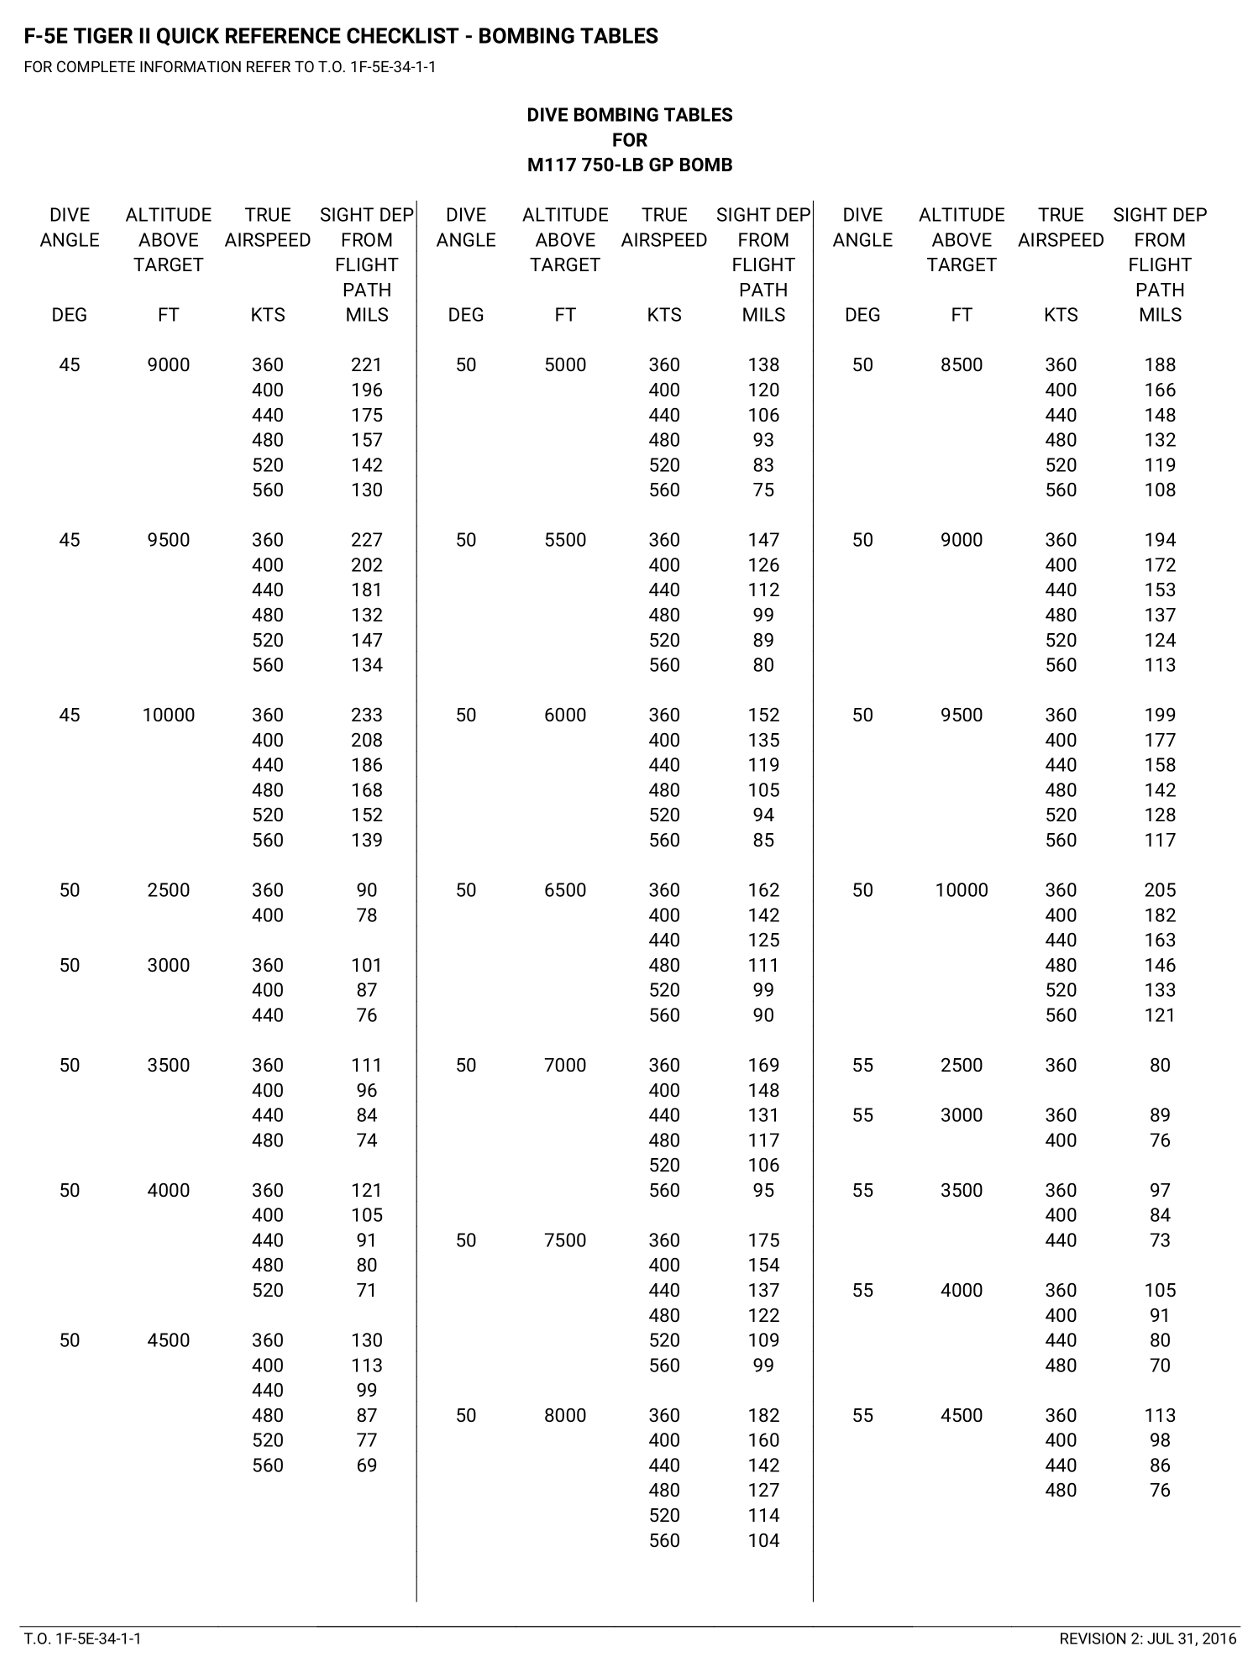 F-5E TIGER II QUICK REFERENCE CHECKLIST - BOMBING TABLES
FOR COMPLETE INFORMATION REFER TO T.O. 1F-5E-34-1-1
DIVE BOMBING TABLES
FOR
M117 750-LB GP BOMB
DIVE ALTITUDE TRUE SIGHT DEP DIVE ALTITUDE TRUE SIGHT DEP DIVE ALTITUDE TRUE SIGHT DEP
ANGLE ABOVE AIRSPEED FROM ANGLE ABOVE AIRSPEED FROM ANGLE ABOVE AIRSPEED FROM
TARGET FLIGHT TARGET FLIGHT TARGET FLIGHT
PATH PATH PATH
DEG FT KTS MILS DEG FT KTS MILS DEG FT KTS MILS
45 9000 360 221 50 5000 360 138 50 8500 360 188
400 196 400 120 400 166
440 175 440 106 440 148
480 157 480 93 480 132
520 142 520 83 520 119
560 130 560 75 560 108
45 9500 360 227 50 5500 360 147 50 9000 360 194
400 202 400 126 400 172
440 181 440 112 440 153
480 132 480 99 480 137
520 147 520 89 520 124
560 134 560 80 560 113
45 10000 360 233 50 6000 360 152 50 9500 360 199
400 208 400 135 400 177
440 186 440 119 440 158
480 168 480 105 480 142
520 152 520 94 520 128
560 139 560 85 560 117
50 2500 360 90 50 6500 360 162 50 10000 360 205
400 78 400 142 400 182
440 125 440 163
50 3000 360 101 480 111 480 146
400 87 520 99 520 133
440 76 560 90 560 121
50 3500 360 111 50 7000 360 169 55 2500 360 80
400 96 400 148
440 84 440 131 55 3000 360 89
480 74 480 117 400 76
520 106
50 4000 360 121 560 95 55 3500 360 97
400 105 400 84
440 91 50 7500 360 175 440 73
480 80 400 154
520 71 440 137 55 4000 360 105
480 122 400 91
50 4500 360 130 520 109 440 80
400 113 560 99 480 70
440 99
480 87 50 8000 360 182 55 4500 360 113
520 77 400 160 400 98
560 69 440 142 440 86
480 127 480 76
520 114
560 104
T.O. 1F-5E-34-1-1 REVISION 2: JUL 31, 2016